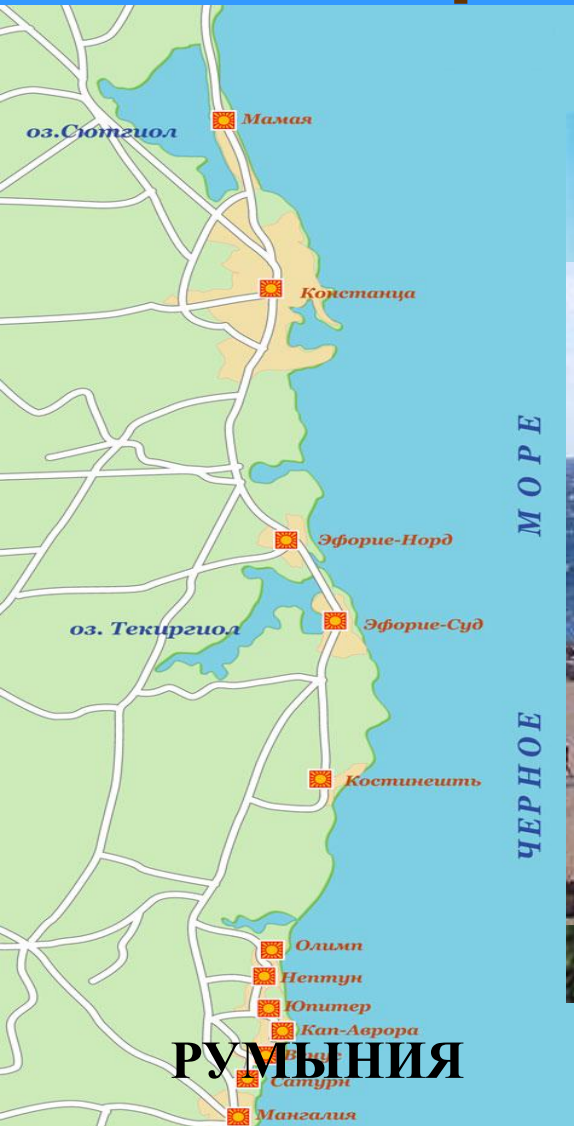 Мамая
оз.Сютгиол
Констанца
МОРЕ
Эфорие-Норд
Эфорие-Суд
оз. Текиргиол
ЧЕРНОЕ
Костинешть
Олимп
Нептун
Юпитер
Кап-Аврора
РУМЫНИЯ
Сатурн
Мангалия